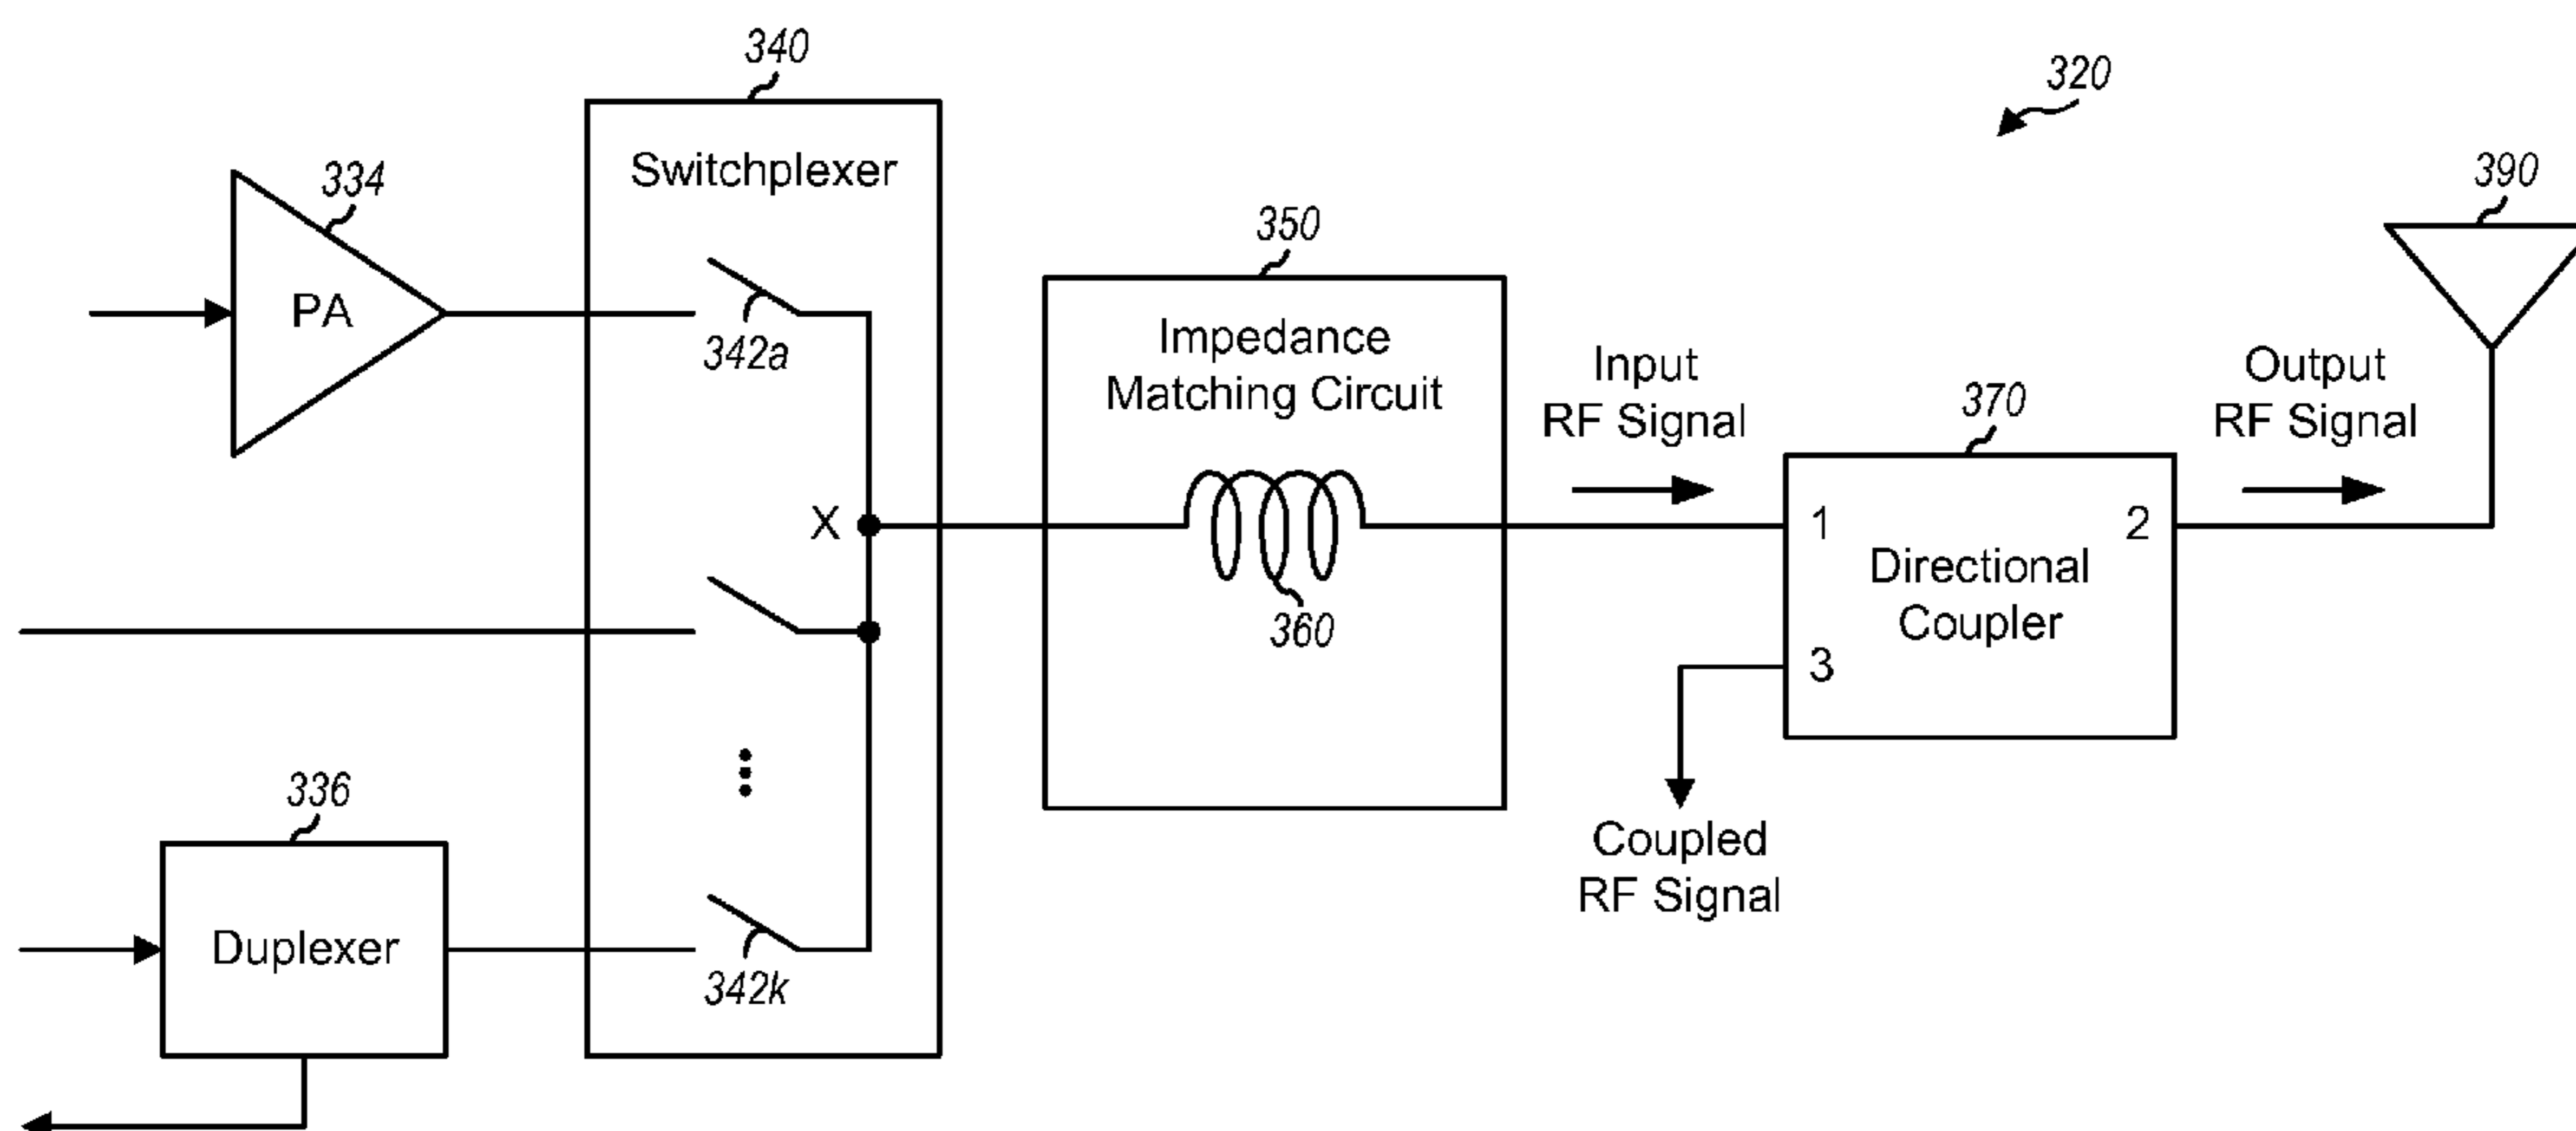 340
320
334
Switchplexer
390
350
PA
342a
Impedance
Matching Circuit
Input
RF Signal
370
Output
RF Signal
X
360
1
2
Directional
Coupler
3
336
Duplexer
342k
Coupled
RF Signal